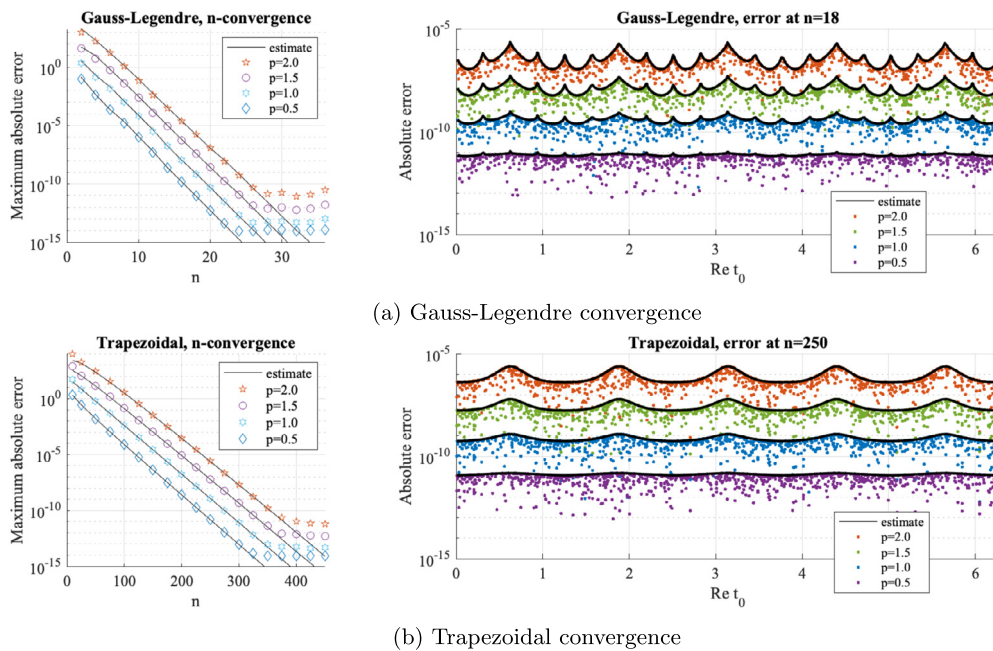 Gauss-Legendre, n-convergence
Maximum absolute error
10^0
10^-5
10^-10
10^-15
0
10
20
30
n
estimate
p=2.0
p=1.5
p=1.0
p=0.5
Gauss-Legendre, error at n=18
Absolute error
10^-5
10^-10
10^-15
0
1
2
3
4
5
6
Re t_0
estimate
p=2.0
p=1.5
p=1.0
p=0.5
(a) Gauss-Legendre convergence
Trapezoidal, n-convergence
Maximum absolute error
10^0
10^-5
10^-10
10^-15
0
100
200
300
400
n
estimate
p=2.0
p=1.5
p=1.0
p=0.5
Trapezoidal, error at n=250
Absolute error
10^-5
10^-10
10^-15
0
1
2
3
4
5
6
Re t_0
estimate
p=2.0
p=1.5
p=1.0
p=0.5
(b) Trapezoidal convergence